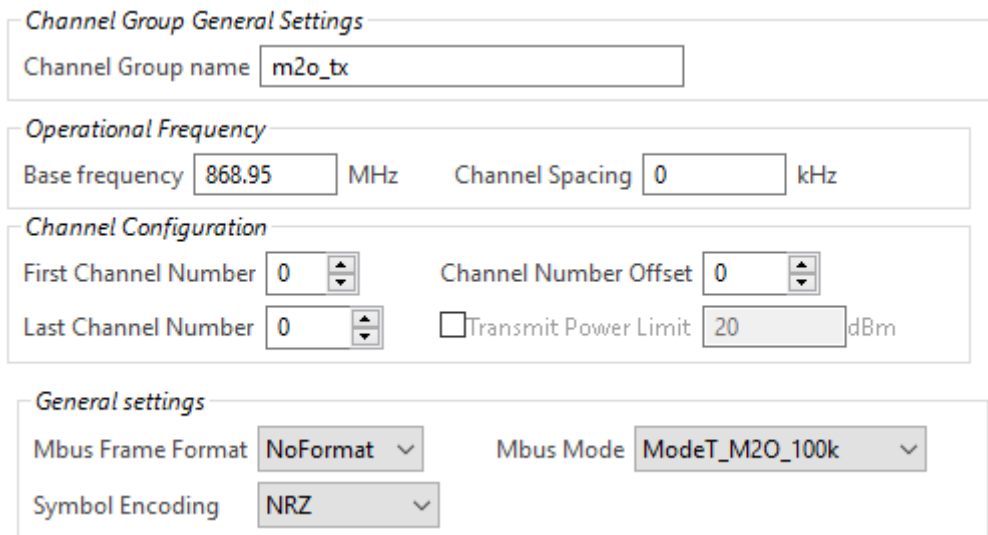 Channel Group General Settings
Channel Group name m2o_tx
Operational Frequency
Base frequency 868.95 MHz Channel Spacing 0 kHz
Channel Configuration
First Channel Number 0 Channel Number Offset 0
Last Channel Number 0 Transmit Power Limit 20 dBm
General settings
Mbus Frame Format NoFormat Mbus Mode ModeT_M2O_100k
Symbol Encoding NRZ